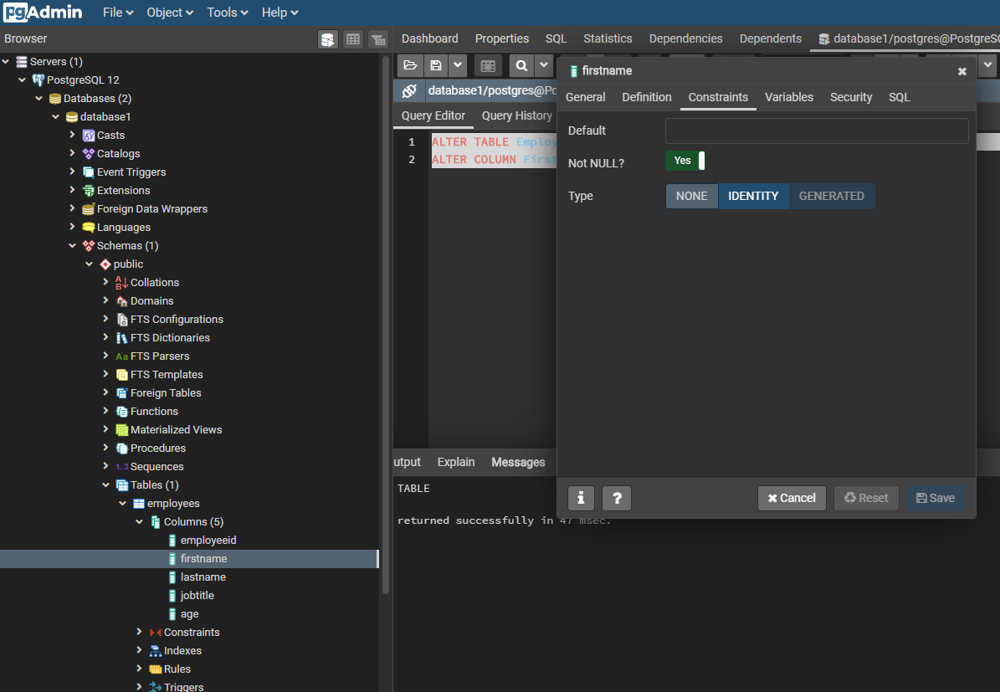 pgAdmin File Object Tools Help
Browser
Dashboard Properties SQL Statistics Dependencies Dependents database1/postgres@PostgreSQ
Servers (1)
PostgreSQL 12
Databases (2)
database1
Casts
Catalogs
Event Triggers
Extensions
Foreign Data Wrappers
Languages
Schemas (1)
public
Collations
Domains
FTS Configurations
FTS Dictionaries
FTS Parsers
FTS Templates
Foreign Tables
Functions
Materialized Views
Procedures
1..3 Sequences
Tables (1)
employees
Columns (5)
employeeid
firstname
lastname
jobtitle
age
Constraints
Indexes
Rules
Triggers
database1/postgres@Po
Query Editor Query History
1 ALTER TABLE Employ
2 ALTER COLUMN First
firstname
General Definition Constraints Variables Security SQL
Default
Not NULL? Yes
Type NONE IDENTITY GENERATED
Cancel Reset Save
utput Explain Messages
TABLE
returned successfully in 47 msec.